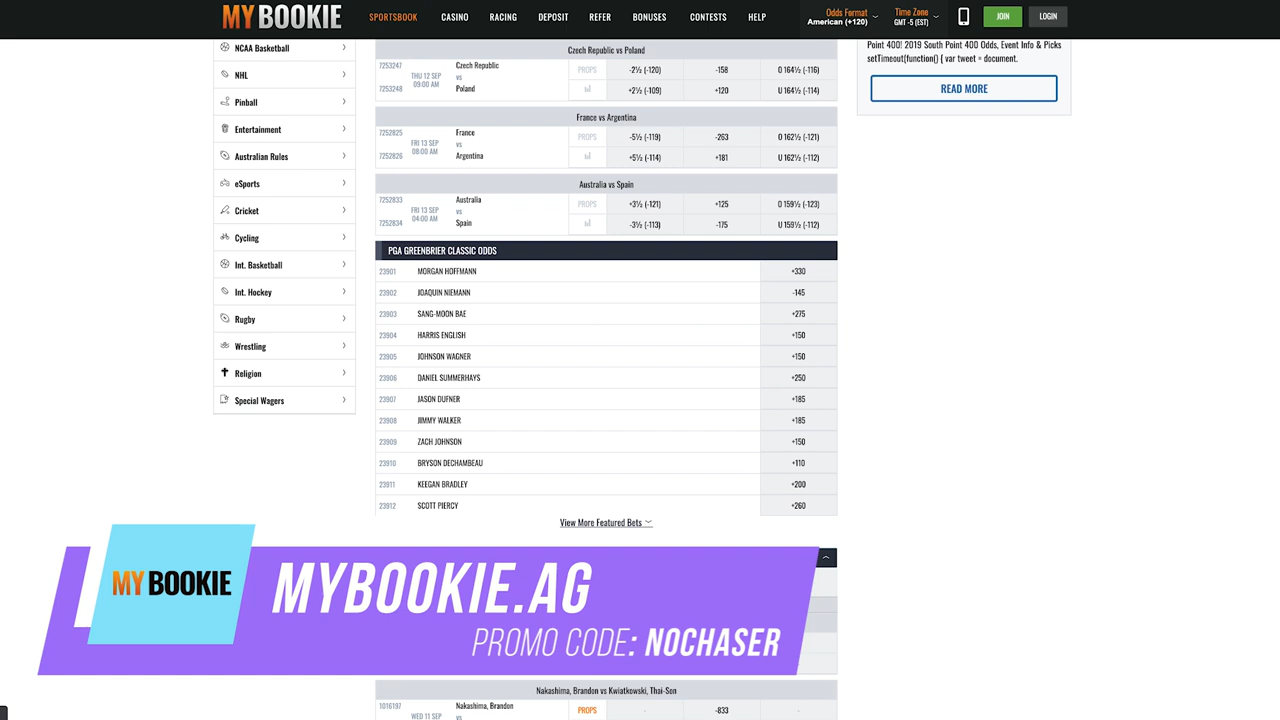 MYBOOKIE
SPORTSBOOK CASINO RACING DEPOSIT REFER BONUSES CONTESTS HELP
Odds Format
American (+120)
Time Zone
GMT -5 (EST)
JOIN
LOGIN
NCAA Basketball
NHL
Pinball
Entertainment
Australian Rules
eSports
Cricket
Cycling
Int. Basketball
Int. Hockey
Rugby
Wrestling
Religion
Special Wagers
Czech Republic vs Poland
7253247 Czech Republic PROPS -2½ (-120) -158 O 164½ (-116)
THU 12 SEP
09:00 AM
vs
7253248 Poland +2½ (-109) +120 U 164½ (-114)
France vs Argentina
7252825 France PROPS -5½ (-119) -263 O 162½ (-121)
FRI 13 SEP
08:00 AM
vs
7252826 Argentina +5½ (-114) +181 U 162½ (-112)
Australia vs Spain
7252833 Australia PROPS +3½ (-121) +125 O 159½ (-123)
FRI 13 SEP
04:00 AM
vs
7252834 Spain -3½ (-113) -175 U 159½ (-112)
PGA GREENBRIER CLASSIC ODDS
23901 MORGAN HOFFMANN +330
23902 JOAQUIN NIEMANN -145
23903 SANG-MOON BAE +275
23904 HARRIS ENGLISH +150
23905 JOHNSON WAGNER +150
23906 DANIEL SUMMERHAYS +250
23907 JASON DUFNER +185
23908 JIMMY WALKER +185
23909 ZACH JOHNSON +150
23910 BRYSON DECHAMBEAU +110
23911 KEEGAN BRADLEY +200
23912 SCOTT PIERCY +260
View More Featured Bets
Point 400! 2019 South Point 400 Odds, Event Info & Picks
setTimeout(function() { var tweet = document.
READ MORE
MY BOOKIE
MYBOOKIE.AG
PROMO CODE: NOCHASER
Nakashima, Brandon vs Kwiatkowski, Thai-Son
1016197 Nakashima, Brandon PROPS - -833 -
WED 11 SEP
vs